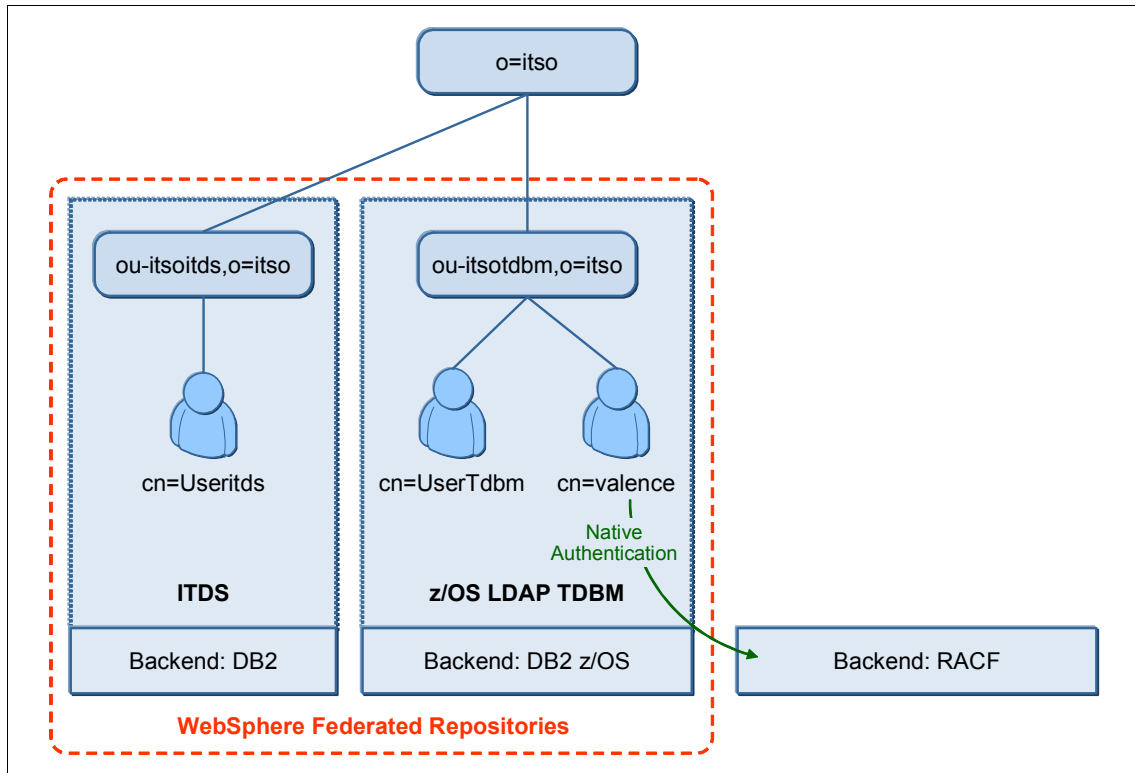 o=itso
ou-itsoitds,o=itso
ou-itsotdbm,o=itso
cn=Useritds
cn=UserTdbm
cn=valence
Native
Authentication
ITDS
z/OS LDAP TDBM
Backend: DB2
Backend: DB2 z/OS
Backend: RACF
WebSphere Federated Repositories